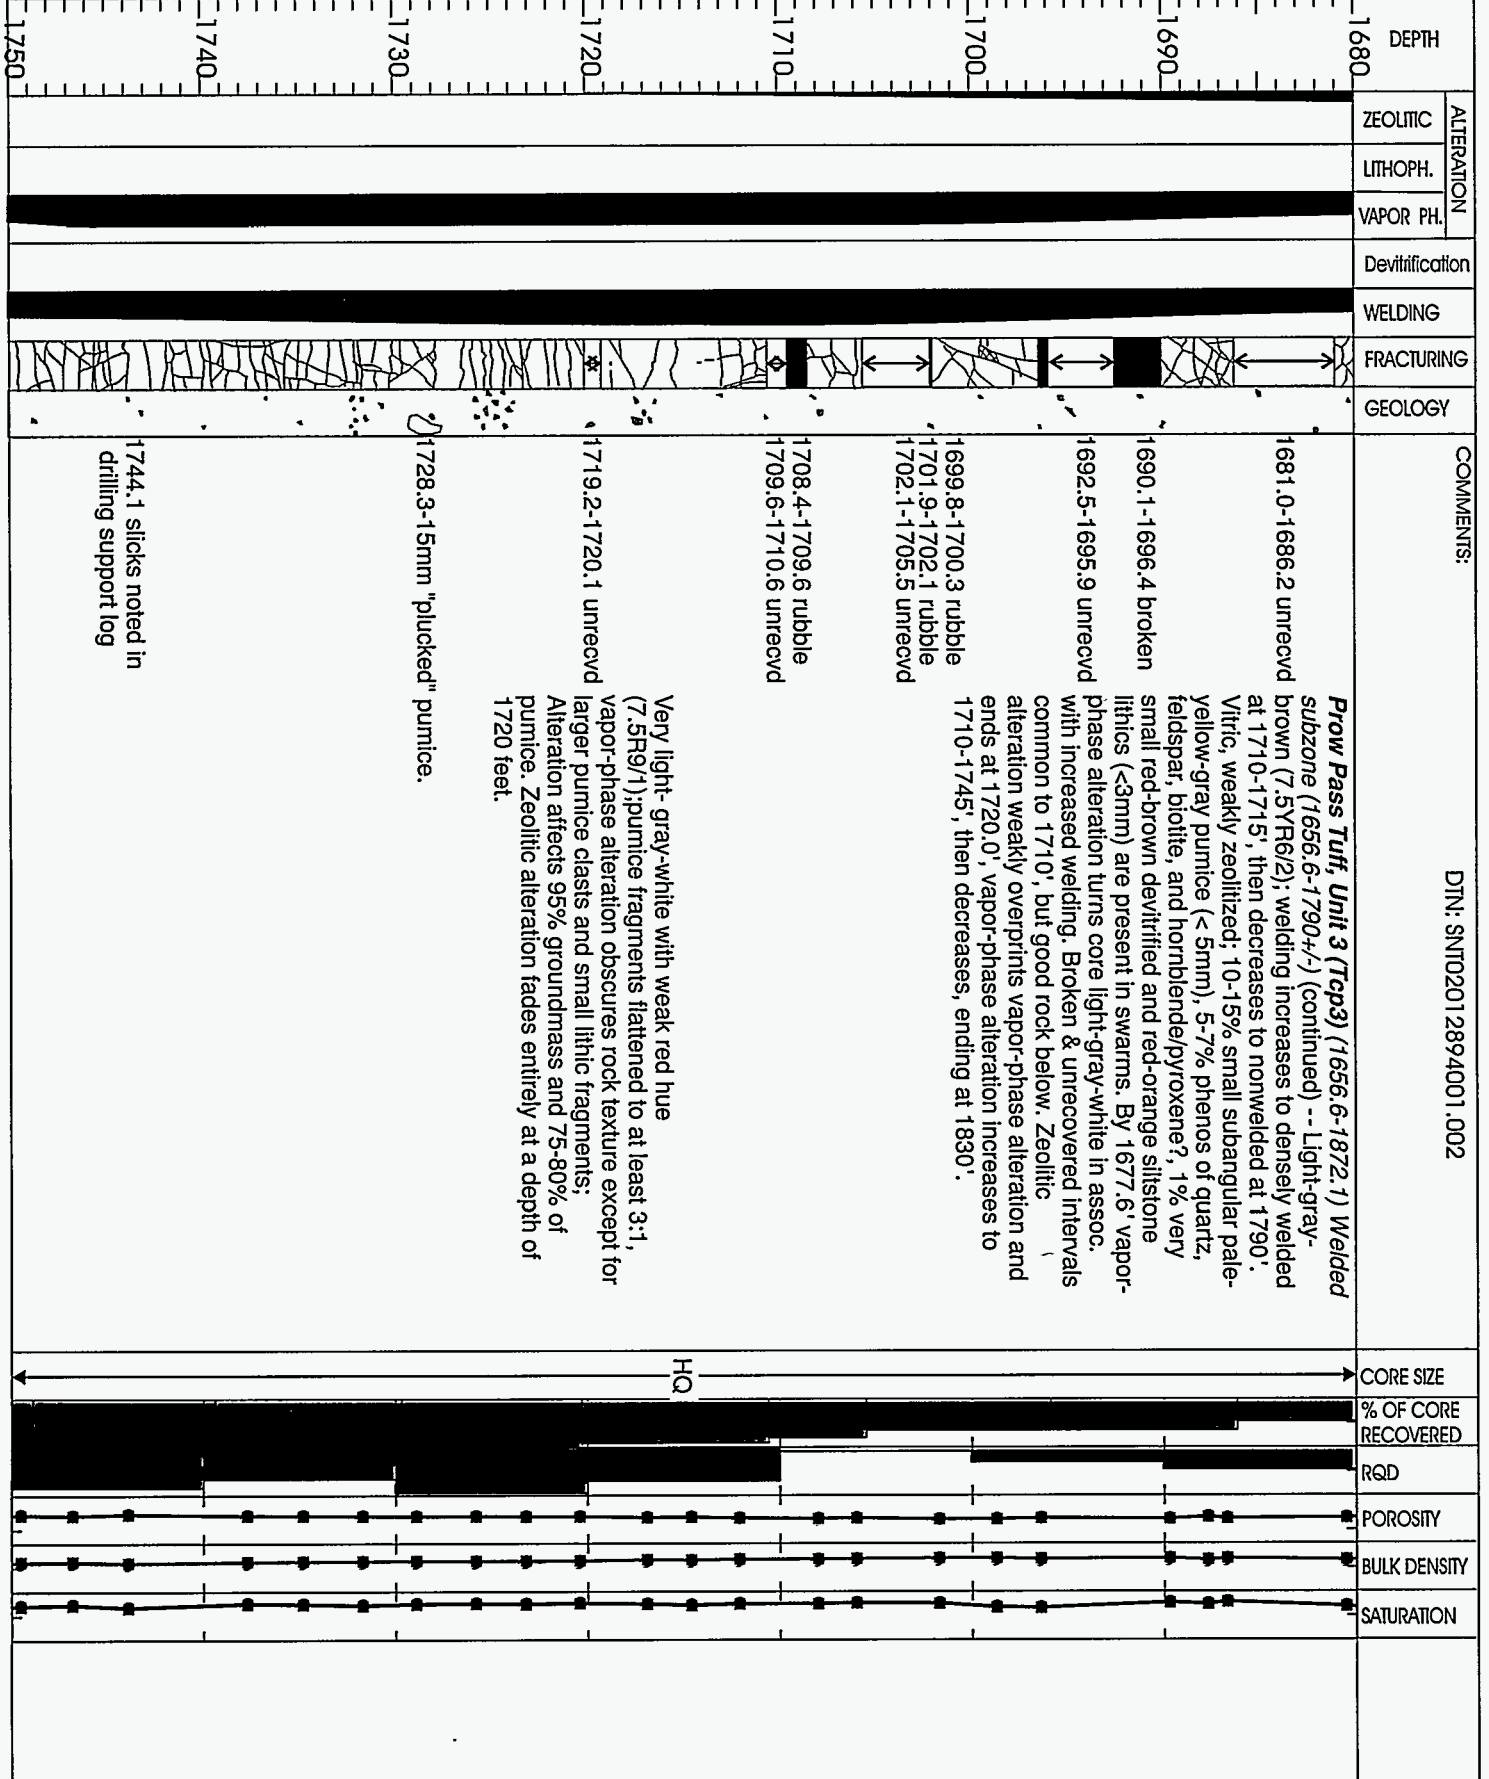 DEPTH
ALTERATION
ZEOLITIC
LITHOPH.
VAPOR PH.
Devitrification
WELDING
FRACTURING
GEOLOGY
COMMENTS:
DTN: SNT02012894001.002
CORE SIZE
% OF CORE
RECOVERED
RQD
POROSITY
BULK DENSITY
SATURATION
1680
1690
1700
1710
1720
1730
1740
1750
1681.0-1686.2 unrecvd
1690.1-1696.4 broken
1692.5-1695.9 unrecvd
1699.8-1700.3 rubble
1701.9-1702.1 rubble
1702.1-1705.5 unrecvd
1708.4-1709.6 rubble
1709.6-1710.6 unrecvd
1719.2-1720.1 unrecvd
1728.3-15mm "plucked" pumice.
1744.1 slicks noted in
drilling support log
Prow Pass Tuff, Unit 3 (Tcp3) (1656.6-1872.1) Welded
subzone (1656.6-1790+/-) (continued) -- Light-gray-
brown (7.5YR6/2); welding increases to densely welded
at 1710-1715', then decreases to nonwelded at 1790'.
Vitric, weakly zeolitized; 10-15% small subangular pale-
yellow-gray pumice (< 5mm), 5-7% phenos of quartz,
feldspar, biotite, and hornblende/pyroxene?, 1% very
small red-brown devitrified and red-orange siltstone
lithics (<3mm) are present in swarms. By 1677.6' vapor-
phase alteration turns core light-gray-white in assoc.
with increased welding. Broken & unrecovered intervals
common to 1710', but good rock below. Zeolitic
alteration weakly overprints vapor-phase alteration and
ends at 1720.0', vapor-phase alteration increases to
1710-1745', then decreases, ending at 1830'.
Very light- gray-white with weak red hue
(7.5R9/1);pumice fragments flattened to at least 3:1,
vapor-phase alteration obscures rock texture except for
larger pumice clasts and small lithic fragments;
Alteration affects 95% groundmass and 75-80% of
pumice. Zeolitic alteration fades entirely at a depth of
1720 feet.
HQ